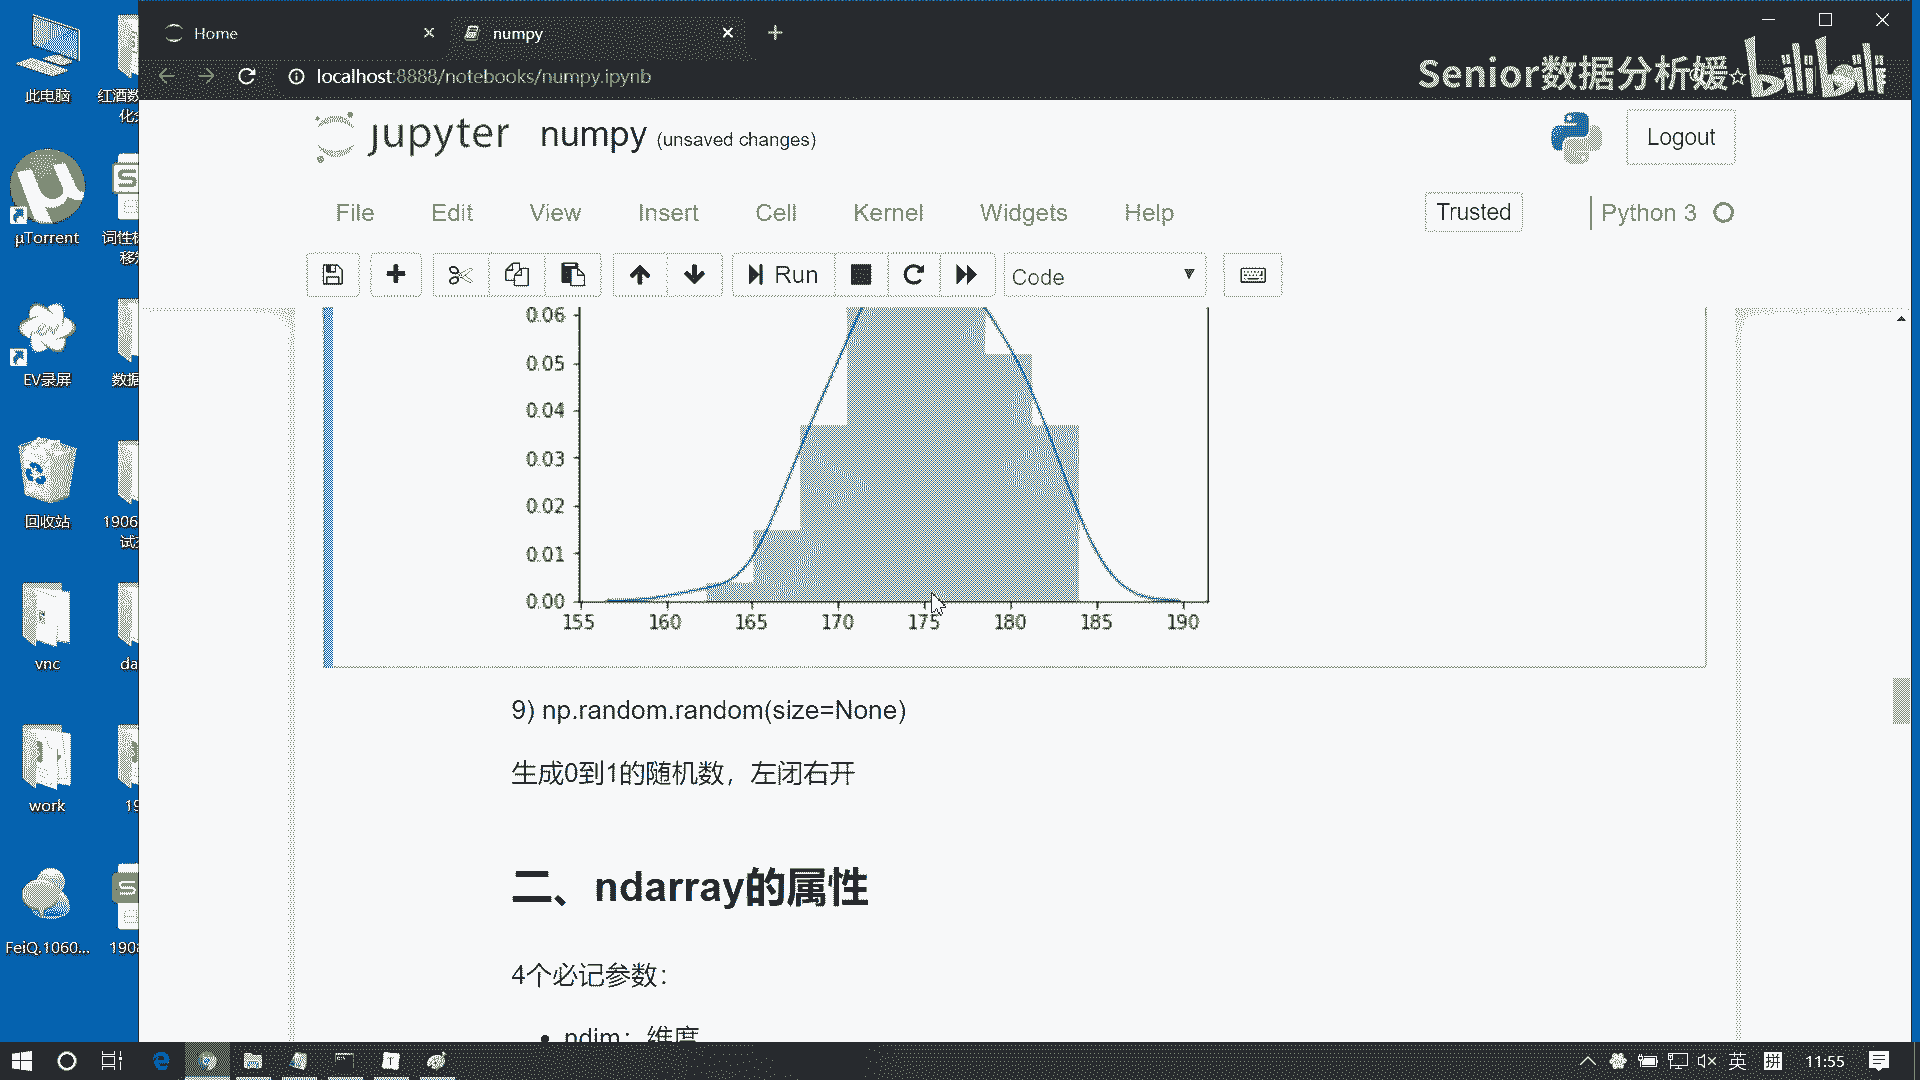 Home
numpy
localhost:8888/notebooks/numpy.ipynb
Senior数据分析媛
bilibili
jupyter numpy (unsaved changes)
Logout
File Edit View Insert Cell Kernel Widgets Help
Trusted
Python 3
Run
Code
0.06
0.05
0.04
0.03
0.02
0.01
0.00
155 160 165 170 175 180 185 190
9) np.random.random(size=None)
生成0到1的随机数，左闭右开
二、ndarray的属性
4个必记参数：
ndim：维度
此电脑
红酒数
化分
µTorrent
词性标
EV录屏
数据
回收站
1906
试
vnc
da
work
19
FeiQ.1060...
1908
英
拼
11:55